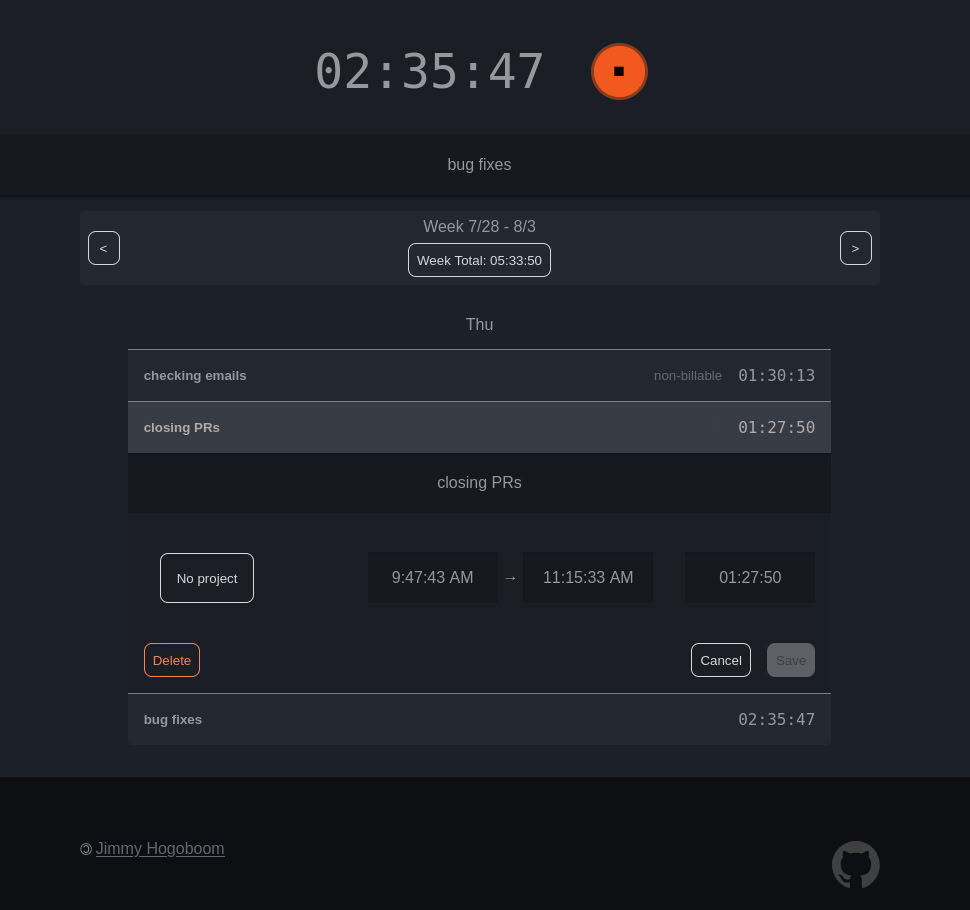 02:35:47 ■
bug fixes
Week 7/28 - 8/3
< Week Total: 05:33:50 >
Thu
checking emails non-billable 01:30:13
closing PRs 01:27:50
closing PRs
No project 9:47:43 AM → 11:15:33 AM 01:27:50
Delete Cancel Save
bug fixes 02:35:47
🄯 Jimmy Hogoboom